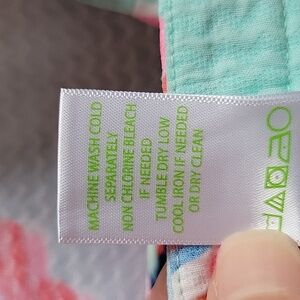 MACHINE WASH COLD
SEPARATELY
NON CHLORINE BLEACH
IF NEEDED
TUMBLE DRY LOW
COOL IRON IF NEEDED
OR DRY CLEAN